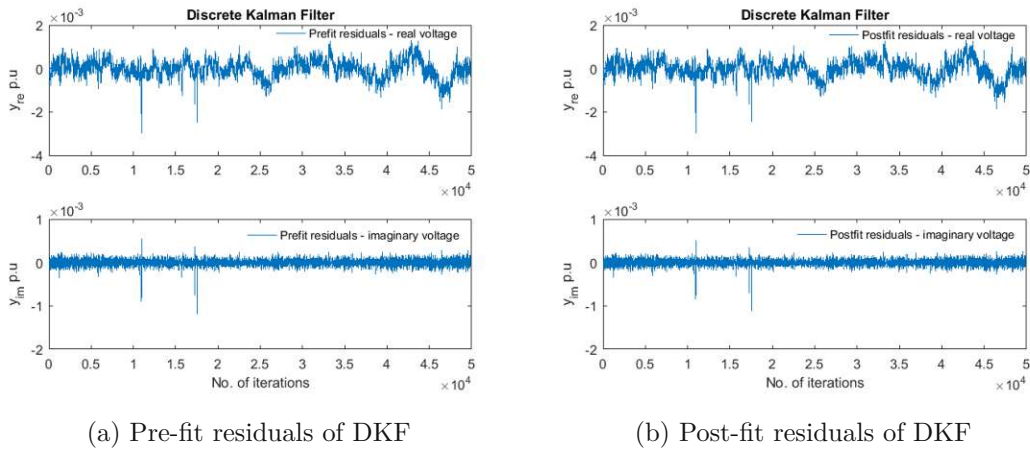 Discrete Kalman Filter
×10⁻³
Prefit residuals - real voltage
y_re p.u
2
0
-2
-4
0 0.5 1 1.5 2 2.5 3 3.5 4 4.5 5
×10⁴
×10⁻³
Prefit residuals - imaginary voltage
y_im p.u
1
0
-1
-2
0 0.5 1 1.5 2 2.5 3 3.5 4 4.5 5
No. of iterations
×10⁴
(a) Pre-fit residuals of DKF
Discrete Kalman Filter
×10⁻³
Postfit residuals - real voltage
y_re p.u
2
0
-2
-4
0 0.5 1 1.5 2 2.5 3 3.5 4 4.5 5
×10⁴
×10⁻³
Postfit residuals - imaginary voltage
y_im p.u
1
0
-1
-2
0 0.5 1 1.5 2 2.5 3 3.5 4 4.5 5
No. of iterations
×10⁴
(b) Post-fit residuals of DKF